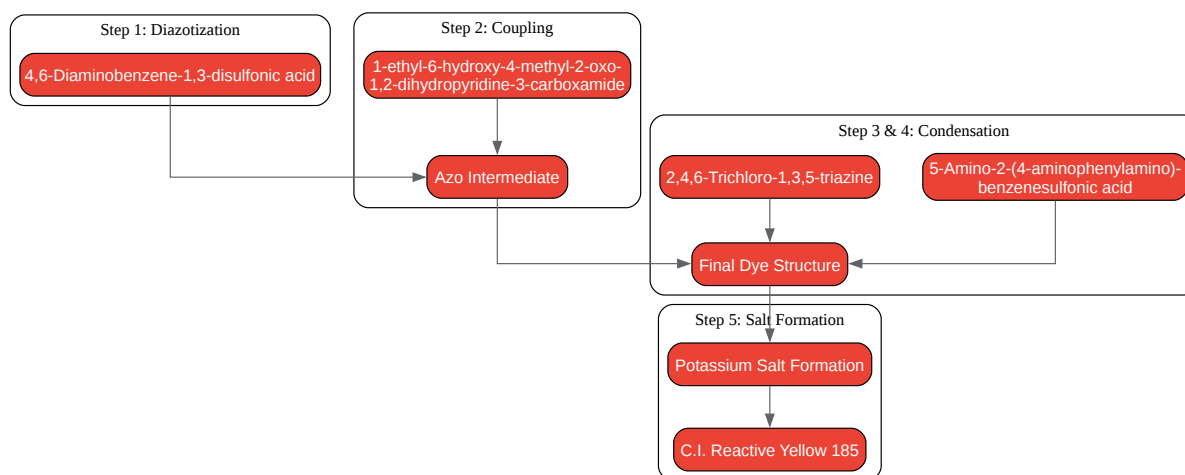 Step 1: Diazotization
4,6-Diaminobenzene-1,3-disulfonic acid
Step 2: Coupling
1-ethyl-6-hydroxy-4-methyl-2-oxo-
1,2-dihydropyridine-3-carboxamide
Azo Intermediate
Step 3 & 4: Condensation
2,4,6-Trichloro-1,3,5-triazine
5-Amino-2-(4-aminophenylamino)-
benzenesulfonic acid
Final Dye Structure
Step 5: Salt Formation
Potassium Salt Formation
C.I. Reactive Yellow 185